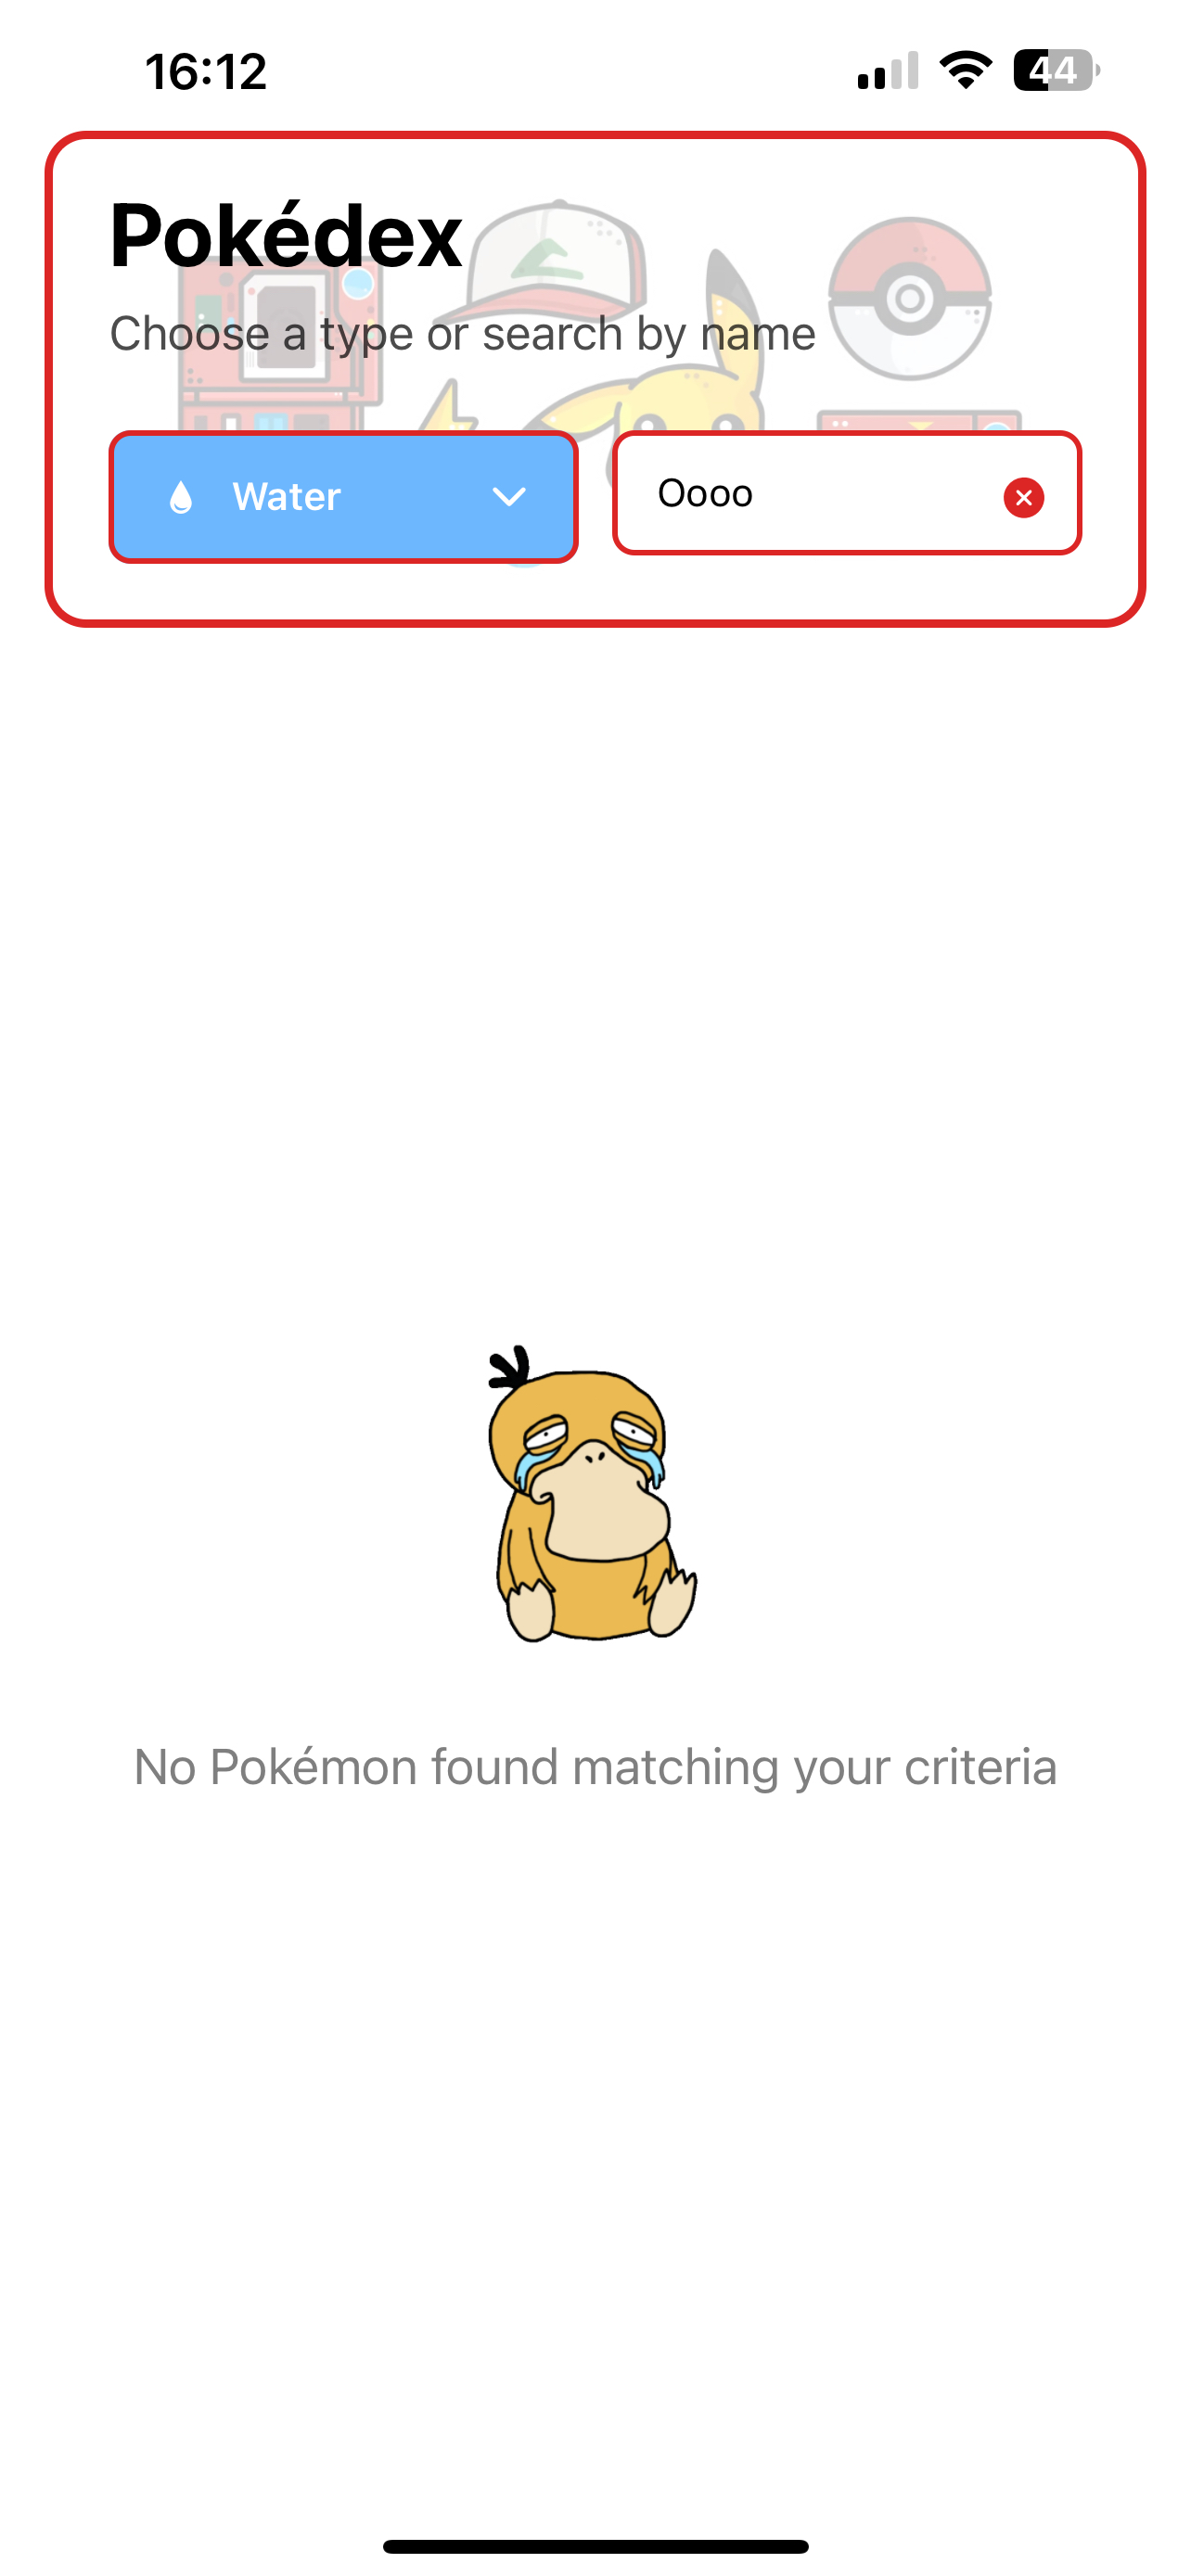 16:12
44
Pokédex
Choose a type or search by name
Water
Oooo
No Pokémon found matching your criteria